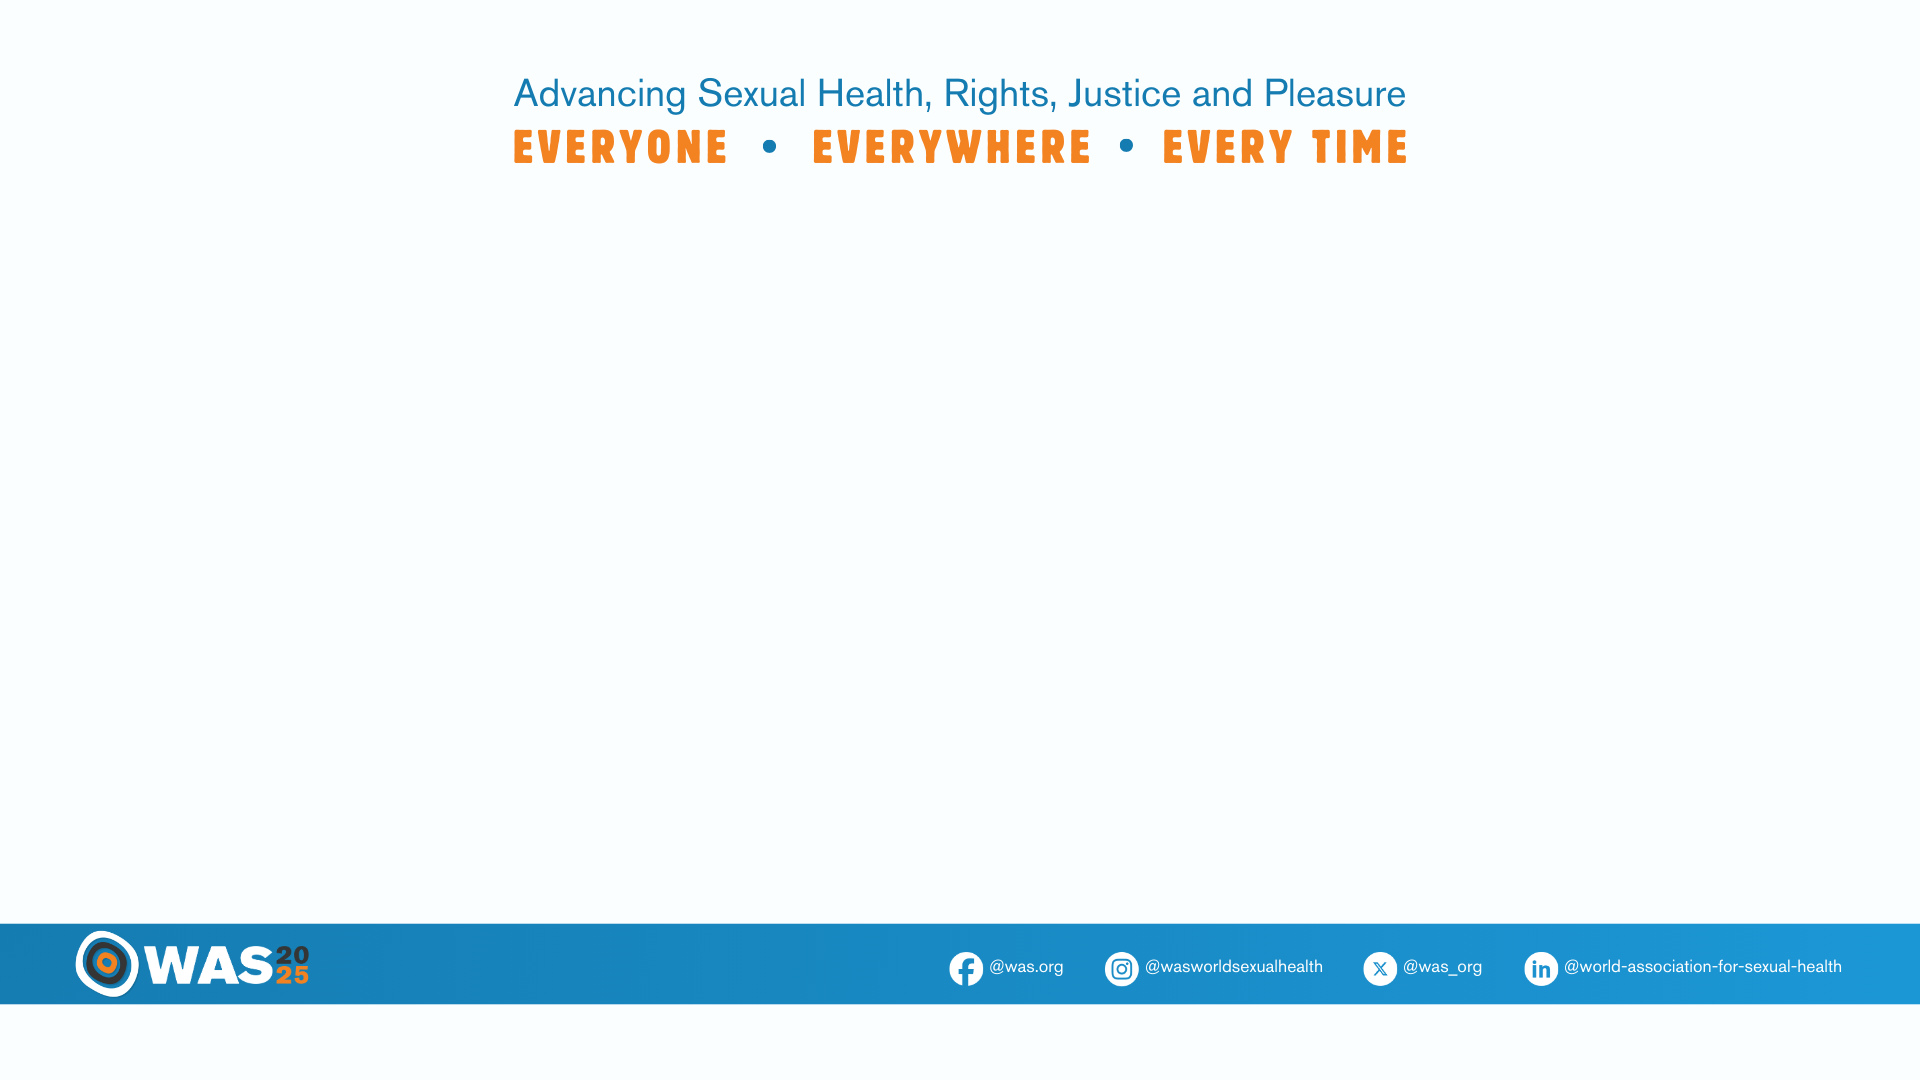 Advancing Sexual Health, Rights, Justice and Pleasure
EVERYONE • EVERYWHERE • EVERY TIME
WAS 2025
@was.org @wasworldsexualhealth @was_org @world-association-for-sexual-health